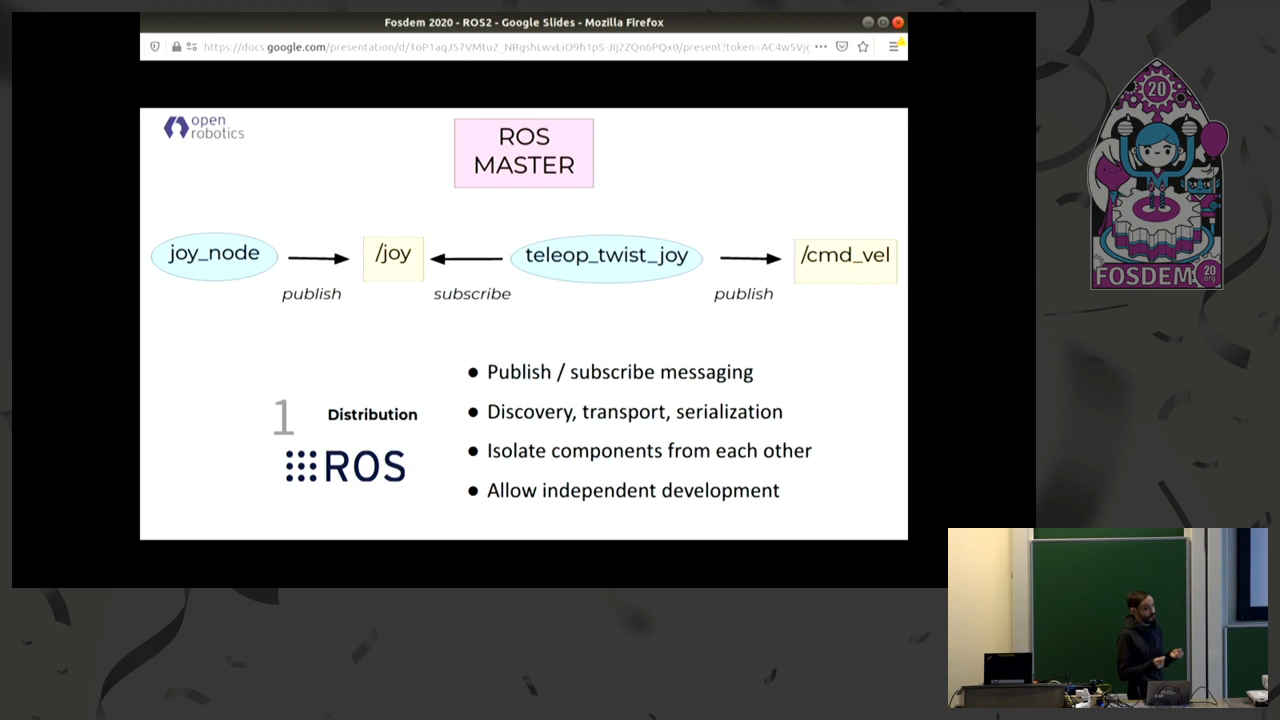 Fosdem 2020 - ROS2 - Google Slides - Mozilla Firefox
open
robotics
ROS
MASTER
joy_node
/joy
teleop_twist_joy
/cmd_vel
publish
subscribe
publish
1
Distribution
ROS
● Publish / subscribe messaging
● Discovery, transport, serialization
● Isolate components from each other
● Allow independent development
20
FOSDEM 20
.org